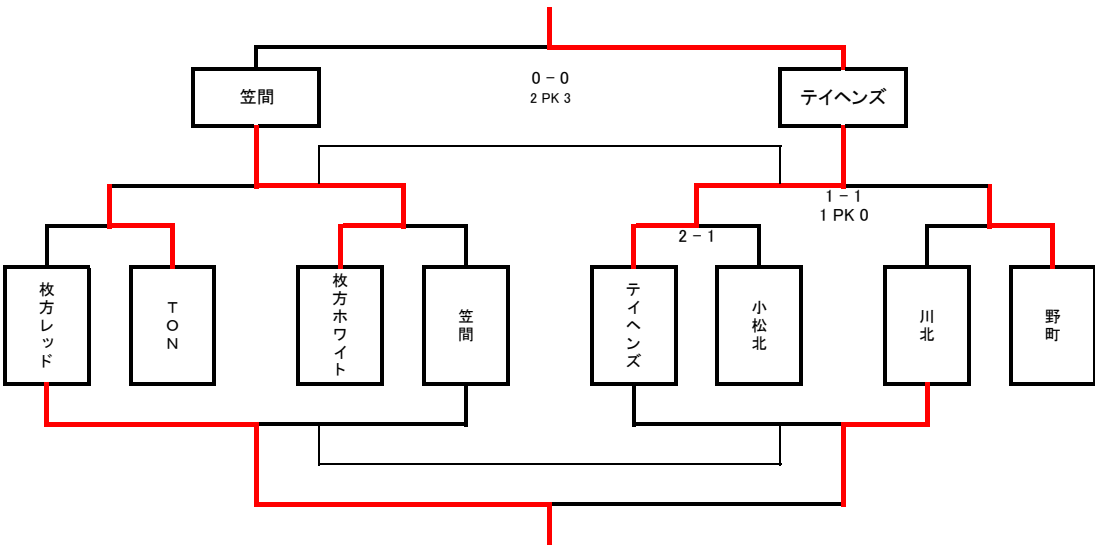 0－0
2 PK 3
笠間
テイヘンズ
1－1
1 PK 0
2－1
枚方レッド
TON
枚方ホワイト
笠間
テイヘンズ
小松北
川北
野町